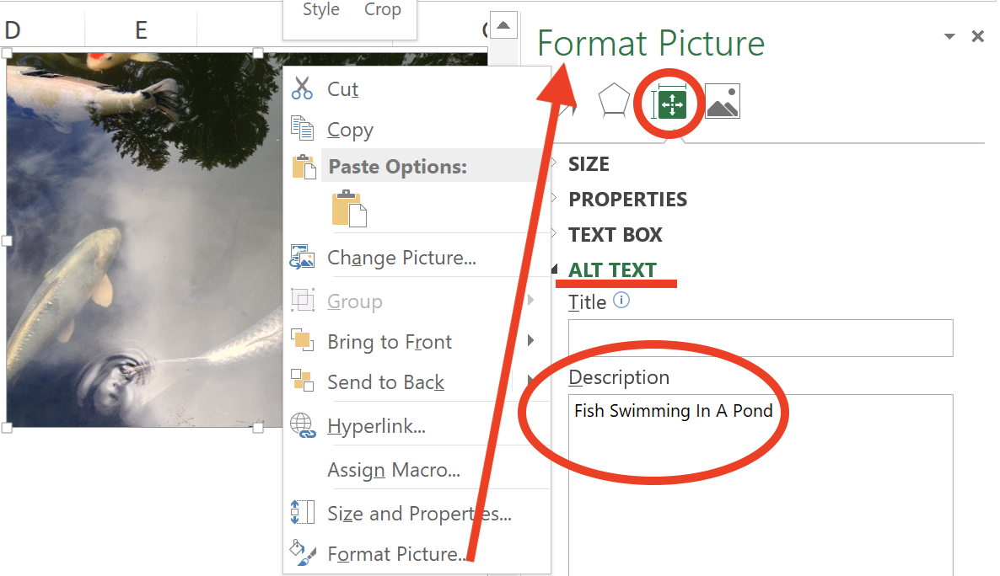 Style Crop
D E
Cut
Copy
Paste Options:
Change Picture...
Group
Bring to Front
Send to Back
Hyperlink...
Assign Macro...
Size and Properties...
Format Picture...
Format Picture
SIZE
PROPERTIES
TEXT BOX
ALT TEXT
Title
Description
Fish Swimming In A Pond